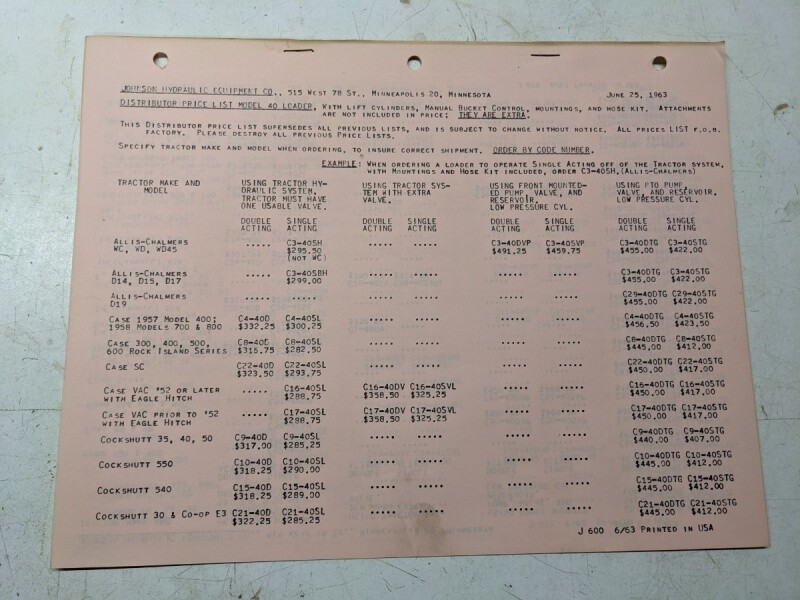 JOHNSON HYDRAULIC EQUIPMENT CO., 515 WEST 78 ST., MINNEAPOLIS 20, MINNESOTA JUNE 25, 1963
DISTRIBUTOR PRICE LIST MODEL 40 LOADER, WITH LIFT CYLINDERS, MANUAL BUCKET CONTROL, MOUNTINGS, AND HOSE KIT. ATTACHMENTS
ARE NOT INCLUDED IN PRICE; THEY ARE EXTRA.
THIS DISTRIBUTOR PRICE LIST SUPERSEDES ALL PREVIOUS LISTS, AND IS SUBJECT TO CHANGE WITHOUT NOTICE. ALL PRICES LIST F.O.B.
FACTORY. PLEASE DESTROY ALL PREVIOUS PRICE LISTS.
SPECIFY TRACTOR MAKE AND MODEL WHEN ORDERING, TO INSURE CORRECT SHIPMENT. ORDER BY CODE NUMBER.
EXAMPLE: WHEN ORDERING A LOADER TO OPERATE SINGLE ACTING OFF OF THE TRACTOR SYSTEM,
WITH MOUNTINGS AND HOSE KIT INCLUDED, ORDER C3-40SH.(ALLIS-CHALMERS)
TRACTOR MAKE AND USING TRACTOR HY- USING TRACTOR SYS- USING FRONT MOUNT- USING PTO PUMP,
MODEL DRAULIC SYSTEM. TEM WITH EXTRA ED PUMP, VALVE, AND VALVE, AND RESERVOIR.
TRACTOR MUST HAVE VALVE. RESERVOIR. LOW PRESSURE CYL.
ONE USABLE VALVE. LOW PRESSURE CYL.
DOUBLE SINGLE DOUBLE SINGLE DOUBLE SINGLE DOUBLE SINGLE
ACTING ACTING ACTING ACTING ACTING ACTING ACTING ACTING
ALLIS-CHALMERS ..... C3-40SH ..... ..... C3-40DVP C3-40SVP C3-40DTG C3-40STG
WC, WD, WD45 $295.50 $491.25 $459.75 $455.00 $422.00
(NOT WC)
ALLIS-CHALMERS ..... C3-40SBH ..... ..... ..... ..... C3-40DTG C3-40STG
D14, D15, D17 $299.00 $455.00 $422.00
ALLIS-CHALMERS ..... ..... ..... ..... ..... ..... C29-40DTG C29-40STG
D19 $455.00 $422.00
CASE 1957 MODEL 400; C4-40D C4-40SL ..... ..... ..... ..... C4-40DTG C4-40STG
1958 MODELS 700 & 800 $332.25 $300.25 $456.50 $423.50
CASE 300, 400, 500, C8-40D C8-40SL ..... ..... ..... ..... C8-40DTG C8-40STG
600 ROCK ISLAND SERIES $315.75 $282.50 $445.00 $412.00
CASE SC C22-40D C22-40SL ..... ..... ..... ..... C22-40DTG C22-40STG
$323.50 $293.75 $450.00 $417.00
CASE VAC '52 OR LATER ..... C16-40SL C16-40DV C16-40SVL ..... ..... C16-40DTG C16-40STG
WITH EAGLE HITCH $288.75 $358.50 $325.25 $450.00 $417.00
CASE VAC PRIOR TO '52 ..... C17-40SL C17-40DV C17-40SVL ..... ..... C17-40DTG C17-40STG
WITH EAGLE HITCH $288.75 $358.50 $325.25 $450.00 $417.00
COCKSHUTT 35, 40, 50 C9-40D C9-40SL ..... ..... ..... ..... C9-40DTG C9-40STG
$317.00 $285.25 $440.00 $407.00
COCKSHUTT 550 C10-40D C10-40SL ..... ..... ..... ..... C10-40DTG C10-40STG
$318.25 $290.00 $445.00 $412.00
COCKSHUTT 540 C15-40D C15-40SL ..... ..... ..... ..... C15-40DTG C15-40STG
$318.25 $289.00 $445.00 $412.00
COCKSHUTT 30 & CO-OP E3 C21-40D C21-40SL ..... ..... ..... ..... C21-40DTG C21-40STG
$322.25 $285.25 $445.00 $412.00
J 600 6/63 PRINTED IN USA